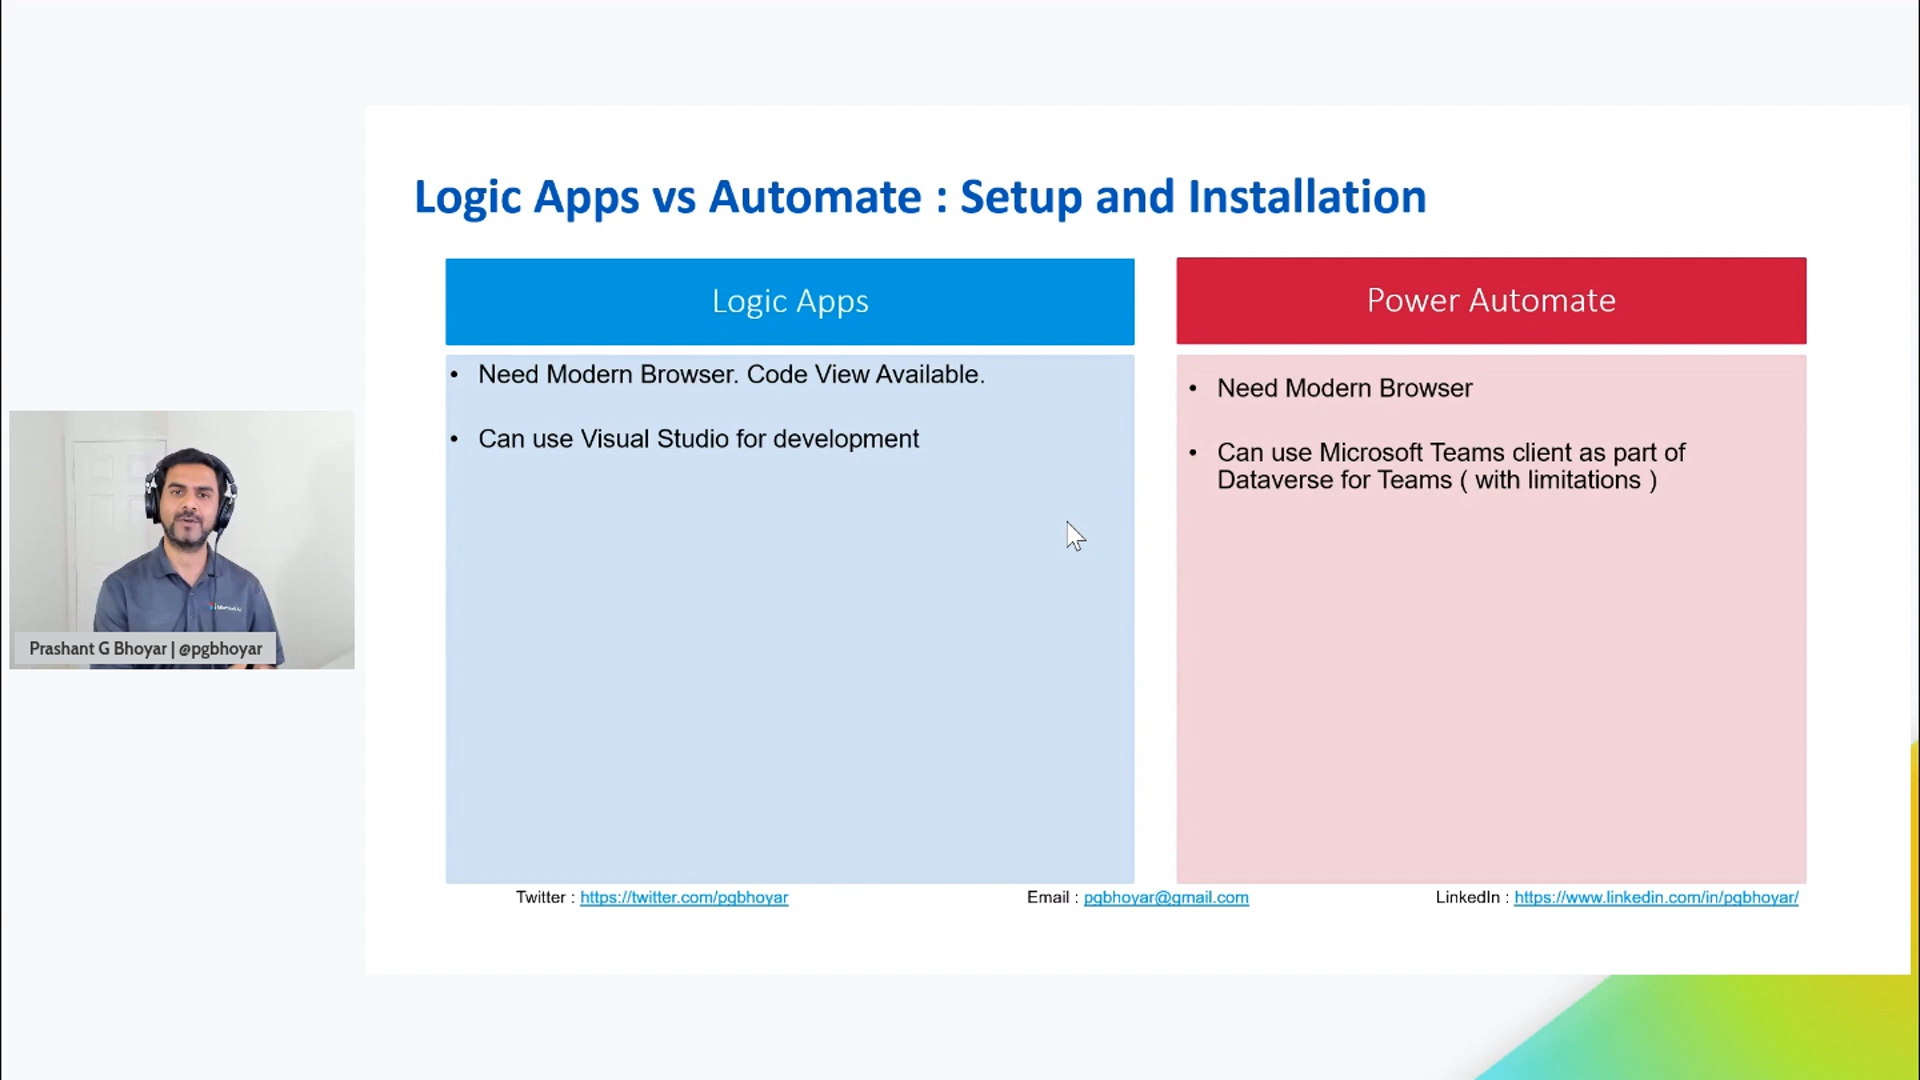 Logic Apps vs Automate : Setup and Installation
Logic Apps
• Need Modern Browser. Code View Available.
• Can use Visual Studio for development
Power Automate
• Need Modern Browser
• Can use Microsoft Teams client as part of
Dataverse for Teams ( with limitations )
Prashant G Bhoyar | @pgbhoyar
Twitter : https://twitter.com/pgbhoyar
Email : pgbhoyar@gmail.com
LinkedIn : https://www.linkedin.com/in/pgbhoyar/